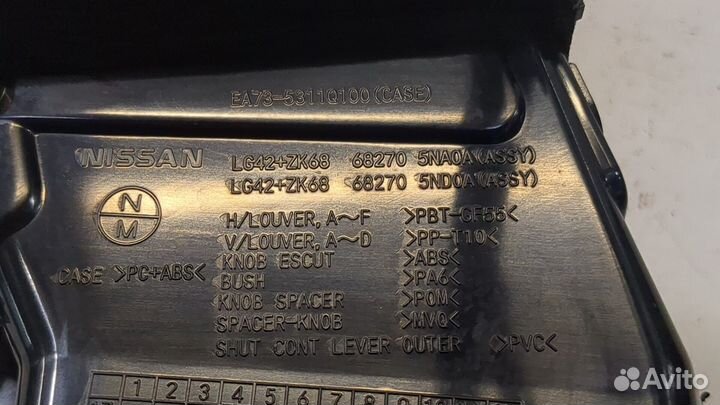 EA73-5311Q100 (CASE)
NISSAN LG42+ZK68 68270 5NA0A (ASSY)
LG42+ZK68 68270 5ND0A (ASSY)
N
M
H/LOUVER, A~F >PBT-GF55<
V/LOUVER, A~D >PP-T10<
KNOB ESCUT >ABS<
CASE >PC+ABS< BUSH >PA6<
KNOB SPACER >POM<
SPACER-KNOB >MVQ<
SHUT CONT LEVER OUTER >PVC<
1 2 3 4 5 6 7 8 9
Avito